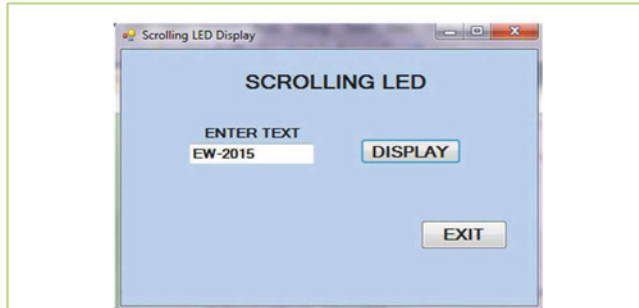 Scrolling LED Display
SCROLLING LED
ENTER TEXT
EW-2015
DISPLAY
EXIT